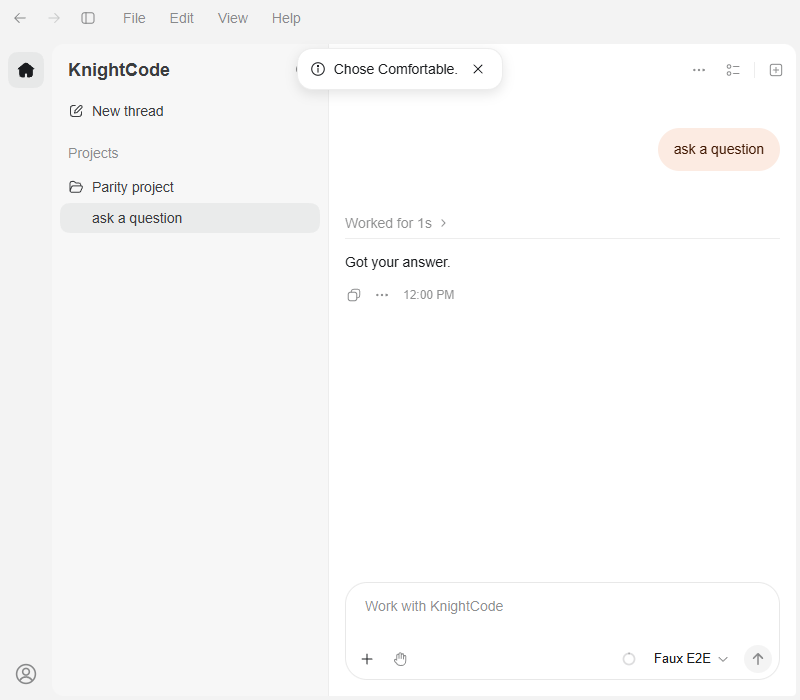 File Edit View Help
KnightCode
Chose Comfortable.
New thread
Projects
Parity project
ask a question
ask a question
Worked for 1s
Got your answer.
12:00 PM
Work with KnightCode
Faux E2E